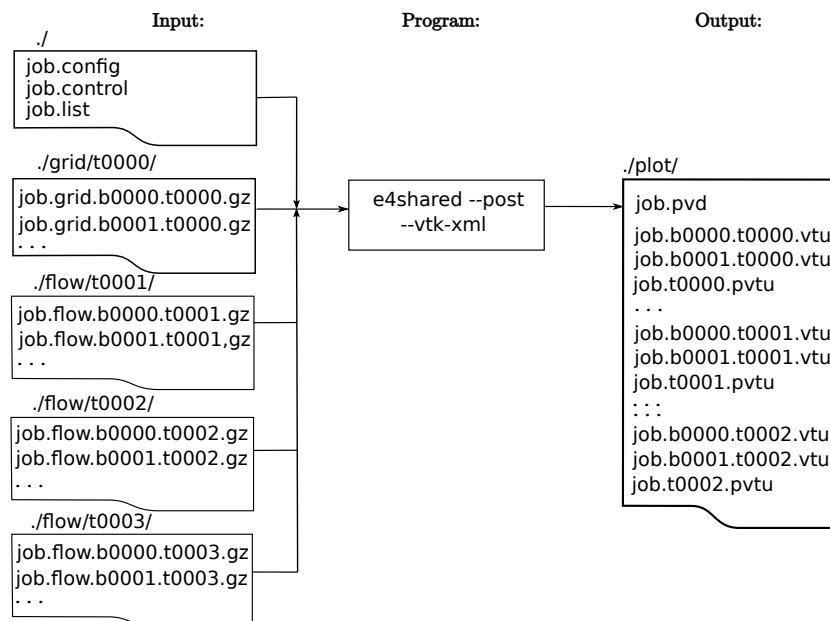 Input:
Program:
Output:
./
job.config
job.control
job.list
./grid/t0000/
job.grid.b0000.t0000.gz
job.grid.b0001.t0000.gz
...
./flow/t0001/
job.flow.b0000.t0001.gz
job.flow.b0001.t0001,gz
...
./flow/t0002/
job.flow.b0000.t0002.gz
job.flow.b0001.t0002.gz
...
./flow/t0003/
job.flow.b0000.t0003.gz
job.flow.b0001.t0003.gz
...
e4shared --post
--vtk-xml
./plot/
job.pvd
job.b0000.t0000.vtu
job.b0001.t0000.vtu
job.t0000.pvtu
...
job.b0000.t0001.vtu
job.b0001.t0001.vtu
job.t0001.pvtu
:::
job.b0000.t0002.vtu
job.b0001.t0002.vtu
job.t0002.pvtu